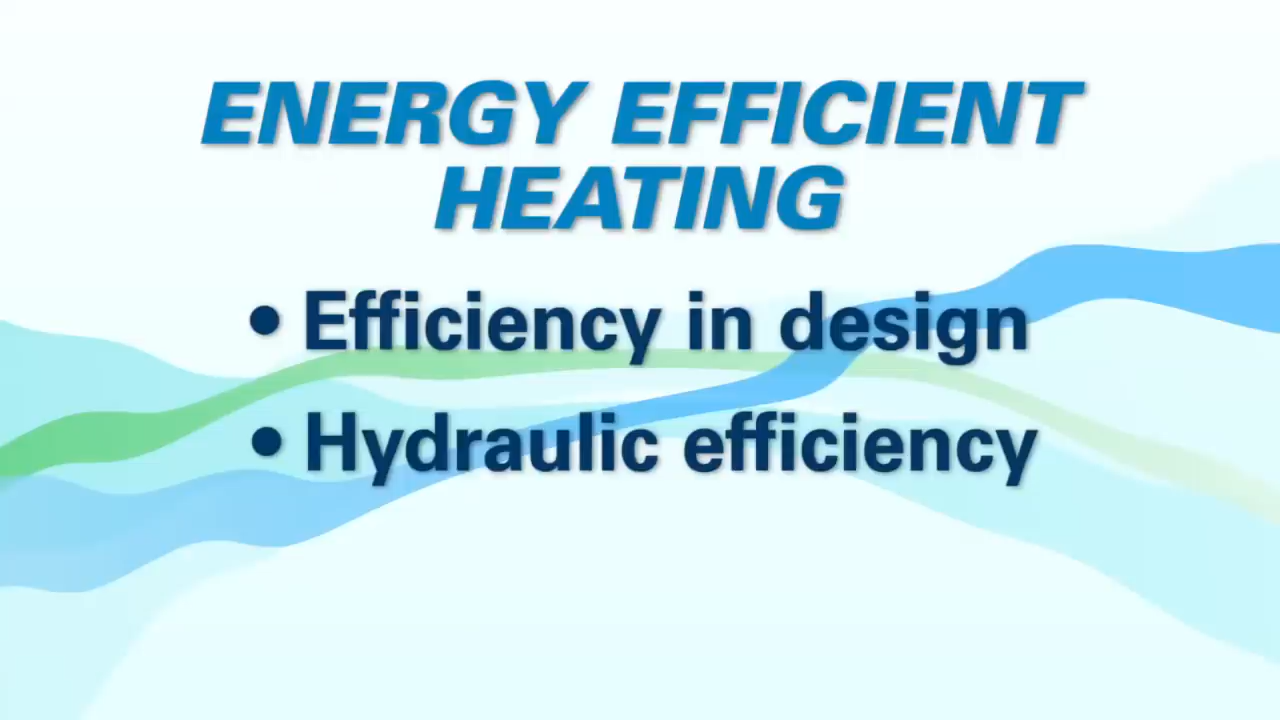 ENERGY EFFICIENT
HEATING
• Efficiency in design
• Hydraulic efficiency